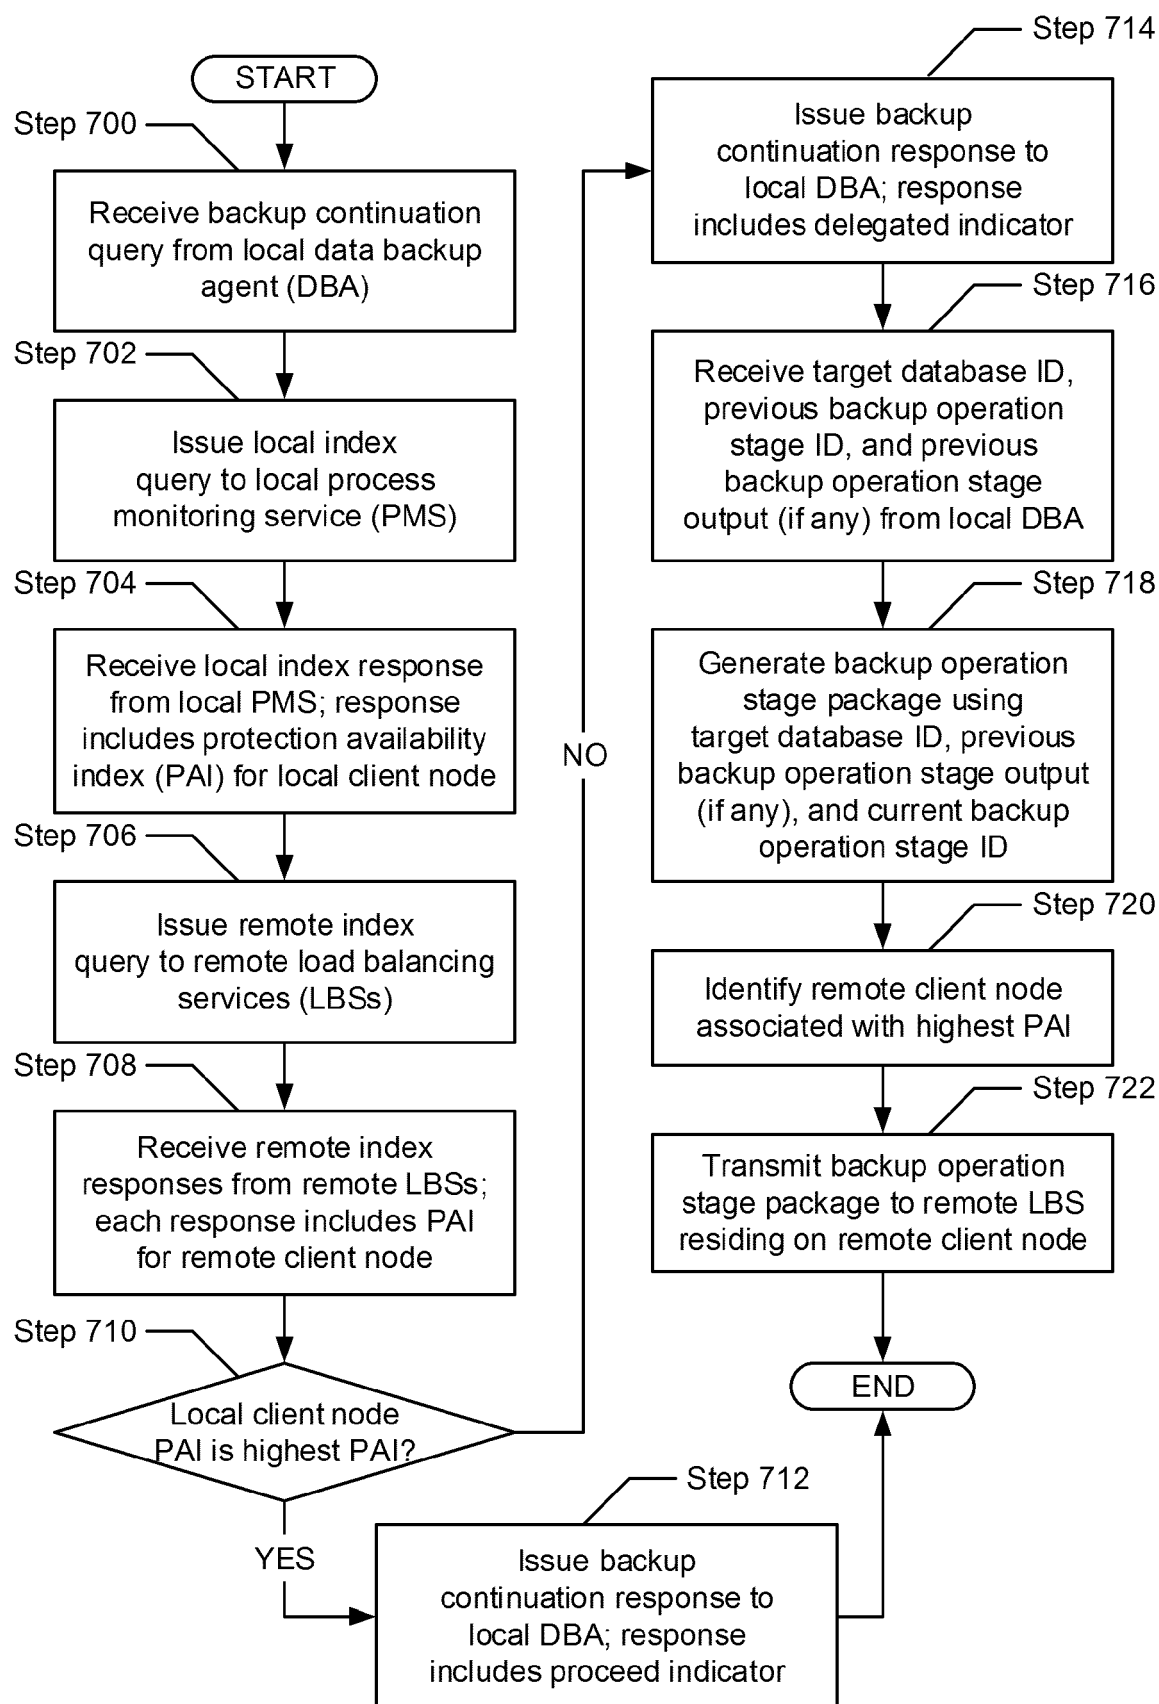 START
Step 700
Receive backup continuation
query from local data backup
agent (DBA)
Step 702
Issue local index
query to local process
monitoring service (PMS)
Step 704
Receive local index response
from local PMS; response
includes protection availability
index (PAI) for local client node
Step 706
Issue remote index
query to remote load balancing
services (LBSs)
Step 708
Receive remote index
responses from remote LBSs;
each response includes PAI
for remote client node
Step 710
Local client node
PAI is highest PAI?
YES
NO
Step 712
Issue backup
continuation response to
local DBA; response
includes proceed indicator
Step 714
Issue backup
continuation response to
local DBA; response
includes delegated indicator
Step 716
Receive target database ID,
previous backup operation
stage ID, and previous
backup operation stage
output (if any) from local DBA
Step 718
Generate backup operation
stage package using
target database ID, previous
backup operation stage output
(if any), and current backup
operation stage ID
Step 720
Identify remote client node
associated with highest PAI
Step 722
Transmit backup operation
stage package to remote LBS
residing on remote client node
END